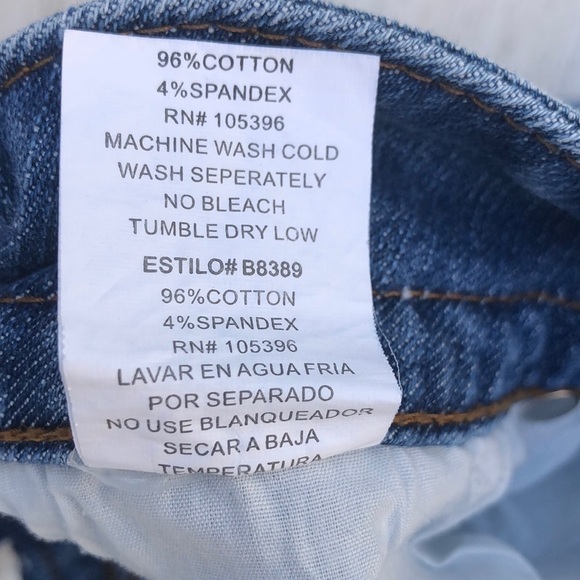 96%COTTON
4%SPANDEX
RN# 105396
MACHINE WASH COLD
WASH SEPERATELY
NO BLEACH
TUMBLE DRY LOW
ESTILO# B8389
96%COTTON
4%SPANDEX
RN# 105396
LAVAR EN AGUA FRIA
POR SEPARADO
NO USE BLANQUEADOR
SECAR A BAJA
TEMPERATURA